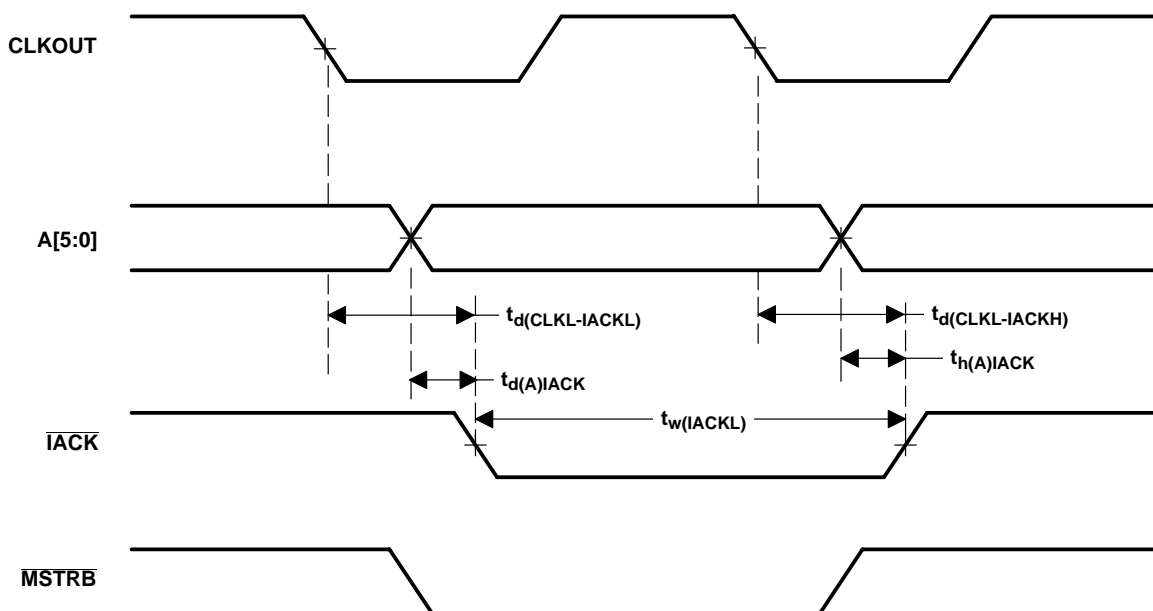 CLKOUT
A[5:0]
td(CLKL-IACKL)
td(CLKL-IACKH)
th(A)IACK
td(A)IACK
tw(IACKL)
IACK
MSTRB